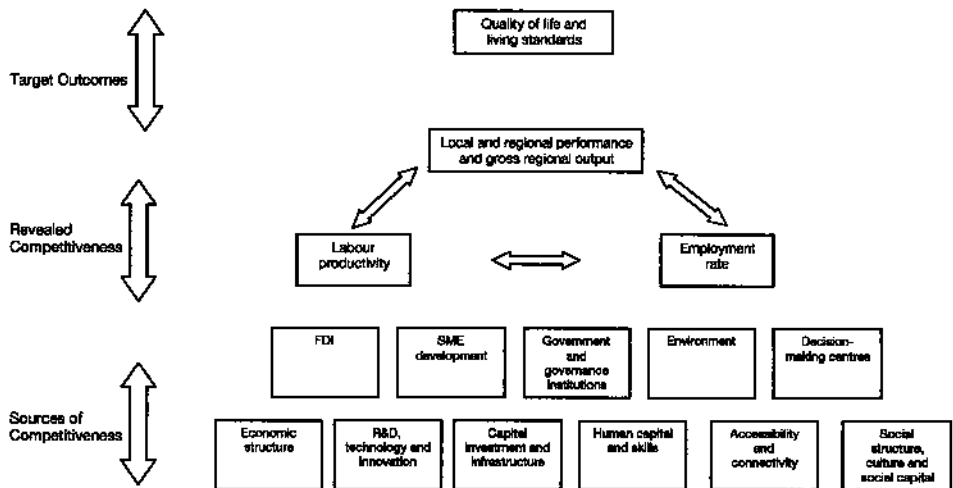 Quality of life and
living standards
Target Outcomes
Local and regional performance
and gross regional output
Revealed
Competitiveness
Labour
productivity
Employment
rate
FDI
SME
development
Government
and
governance
institutions
Environment
Decision-
making centres
Sources of
Competitiveness
Economic
structure
R&D,
technology and
innovation
Capital
investment and
infrastructure
Human capital
and skills
Accessibility
and
connectivity
Social
structure,
culture and
social capital